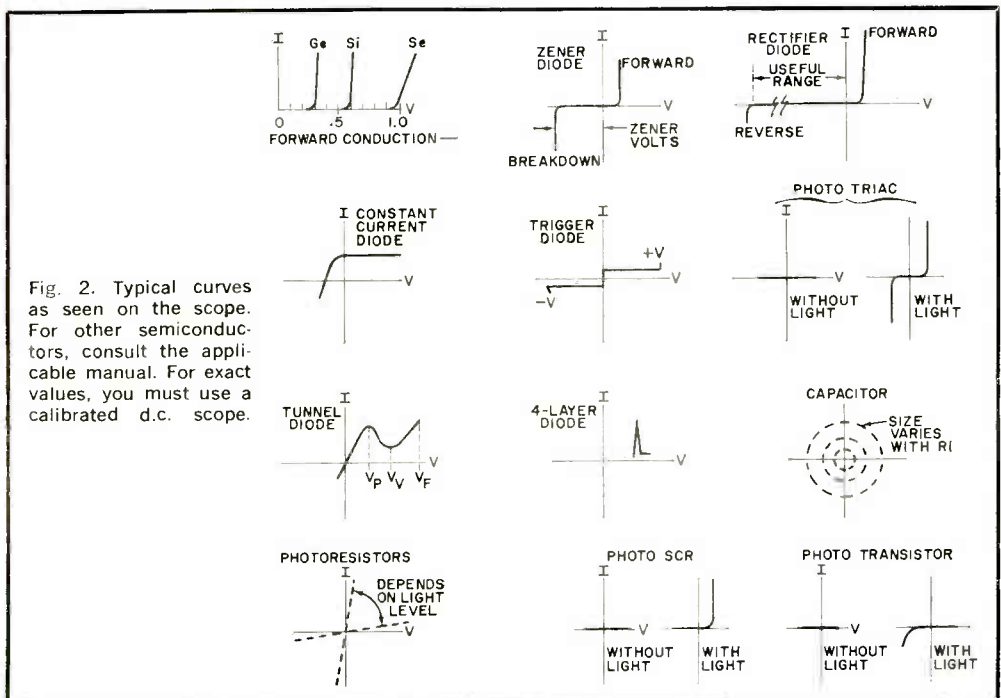 I
Ge
Si
Se
V
0
.5
1.0
FORWARD CONDUCTION —
ZENER
DIODE
I
FORWARD
V
ZENER
VOLTS
BREAKDOWN
RECTIFIER
DIODE
I
FORWARD
USEFUL
RANGE
V
REVERSE
I
CONSTANT
CURRENT
DIODE
V
TRIGGER
DIODE
I
+V
-V
PHOTO TRIAC
I
V
WITHOUT
LIGHT
WITH
LIGHT
Fig. 2. Typical curves
as seen on the scope.
For other semiconduc-
tors, consult the appli-
cable manual. For exact
values, you must use a
calibrated d.c. scope.
TUNNEL
DIODE
I
V
VP
VV
VF
4-LAYER
DIODE
I
V
CAPACITOR
SIZE
VARIES
WITH
PHOTORESISTORS
I
DEPENDS
ON LIGHT
LEVEL
V
PHOTO SCR
I
V
WITHOUT
LIGHT
WITH
LIGHT
PHOTO TRANSISTOR
I
V
WITHOUT
LIGHT
WITH
LIGHT